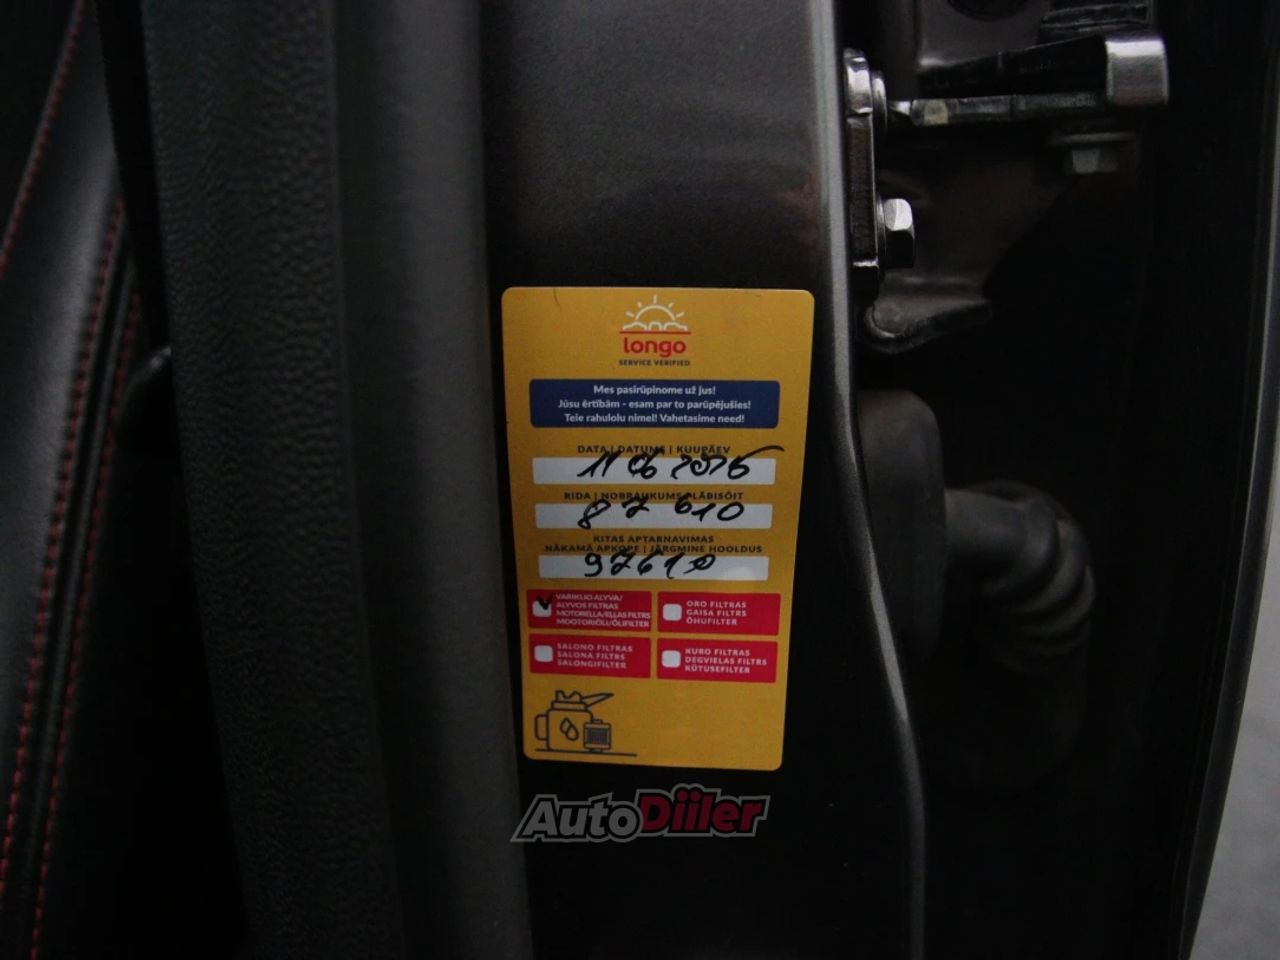 longo
SERVICE VERIFIED
Mes pasirūpinome už jus!
Jūsu ērtībām - esam par to parūpējušies!
Teie rahulolu nimel! Vahetasime need!
DATA | DATUMS | KUUPÄEV
11 06
RIDA | NOBRAUKUMS | LÄBISÕIT
87 610
KITAS APTARNAVIMAS
NĀKAMĀ APKOPE | JÄRGMINE HOOLDUS
97610
VARIKLIO ALYVA/
ALYVOS FILTRAS
MOTOREĻĻA/EĻĻAS FILTRS
MOOTORIÕLI/ÕLIFILTER
ORO FILTRAS
GAISA FILTRS
ÕHUFILTER
SALONO FILTRAS
SALONA FILTRS
SALONGIFILTER
KURO FILTRAS
DEGVIELAS FILTRS
KÜTUSEFILTER
AutoDiiler